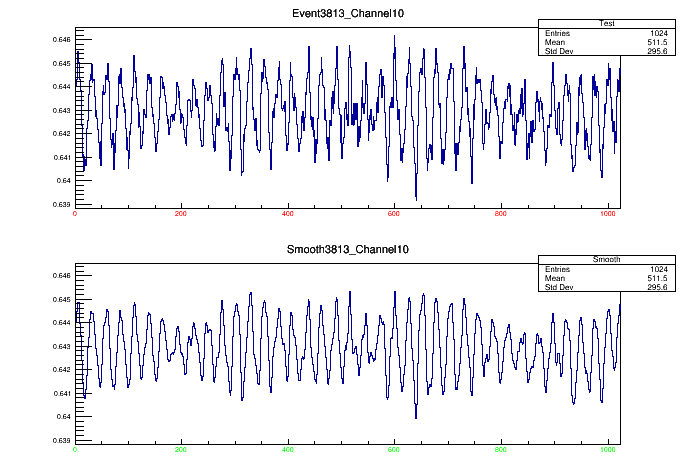 Event3813_Channel10
Test
Entries 1024
Mean 511.5
Std Dev 295.6
0.646
0.645
0.644
0.643
0.642
0.641
0.64
0.639
0 200 400 600 800 1000
Smooth3813_Channel10
Smooth
Entries 1024
Mean 511.5
Std Dev 295.6
0.646
0.645
0.644
0.643
0.642
0.641
0.64
0.639
0 200 400 600 800 1000